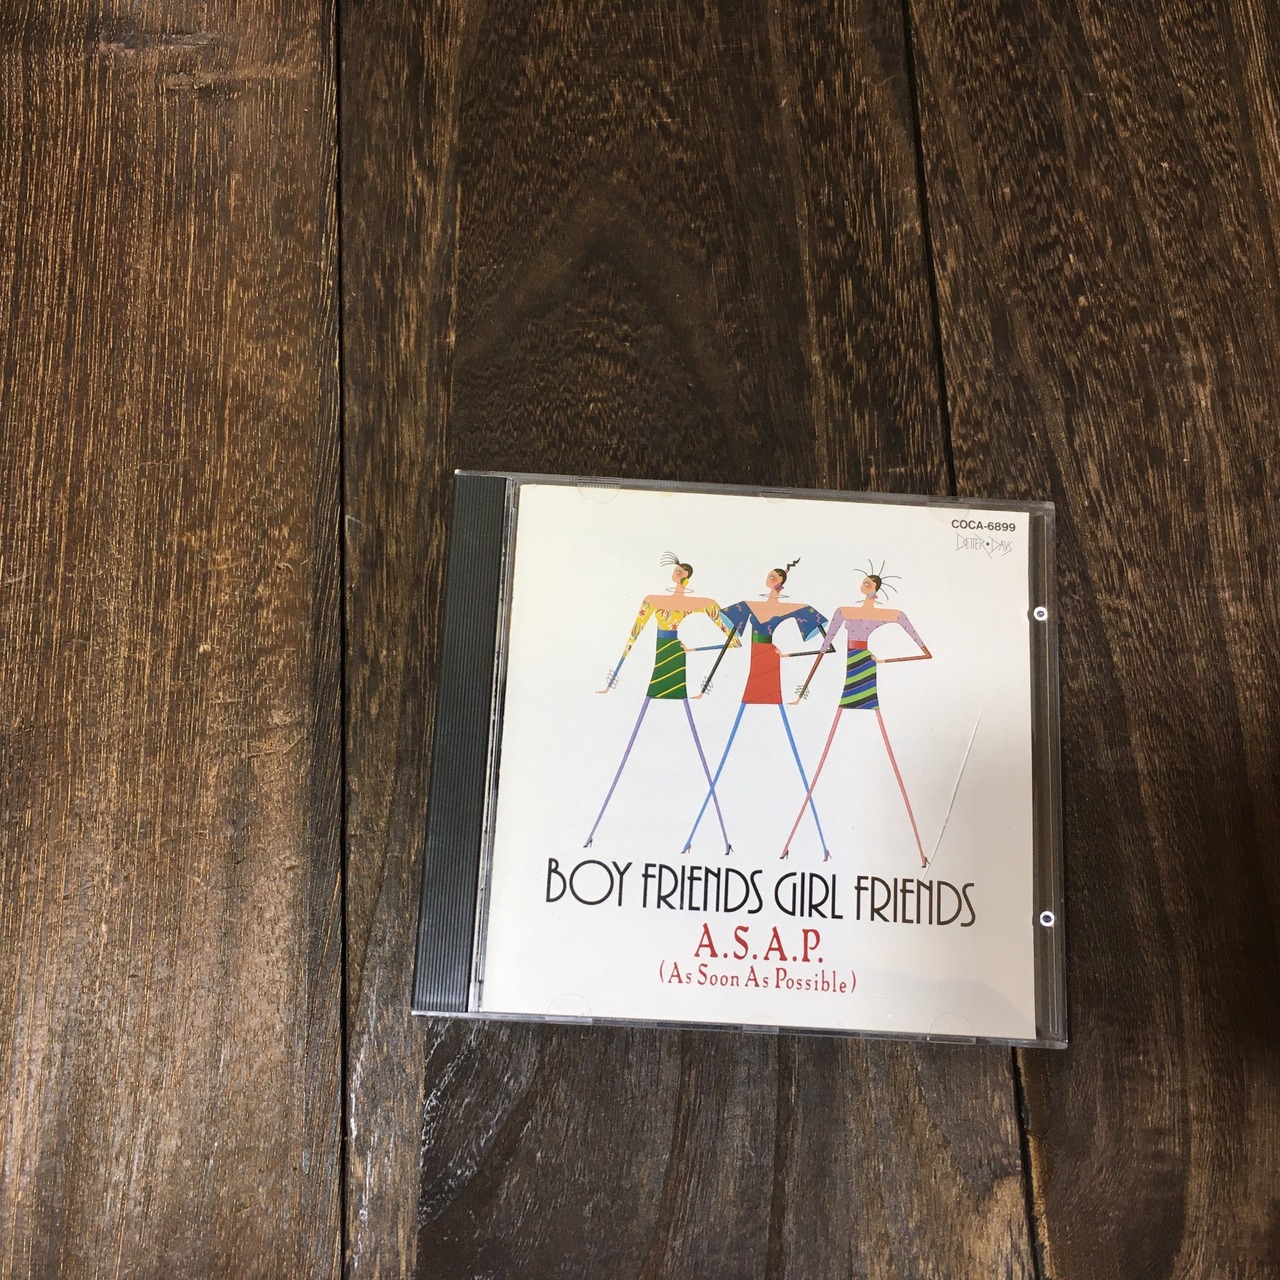 COCA-6899
BETTER•DAYS
BOY FRIENDS GIRL FRIENDS
A.S.A.P.
(As Soon As Possible)